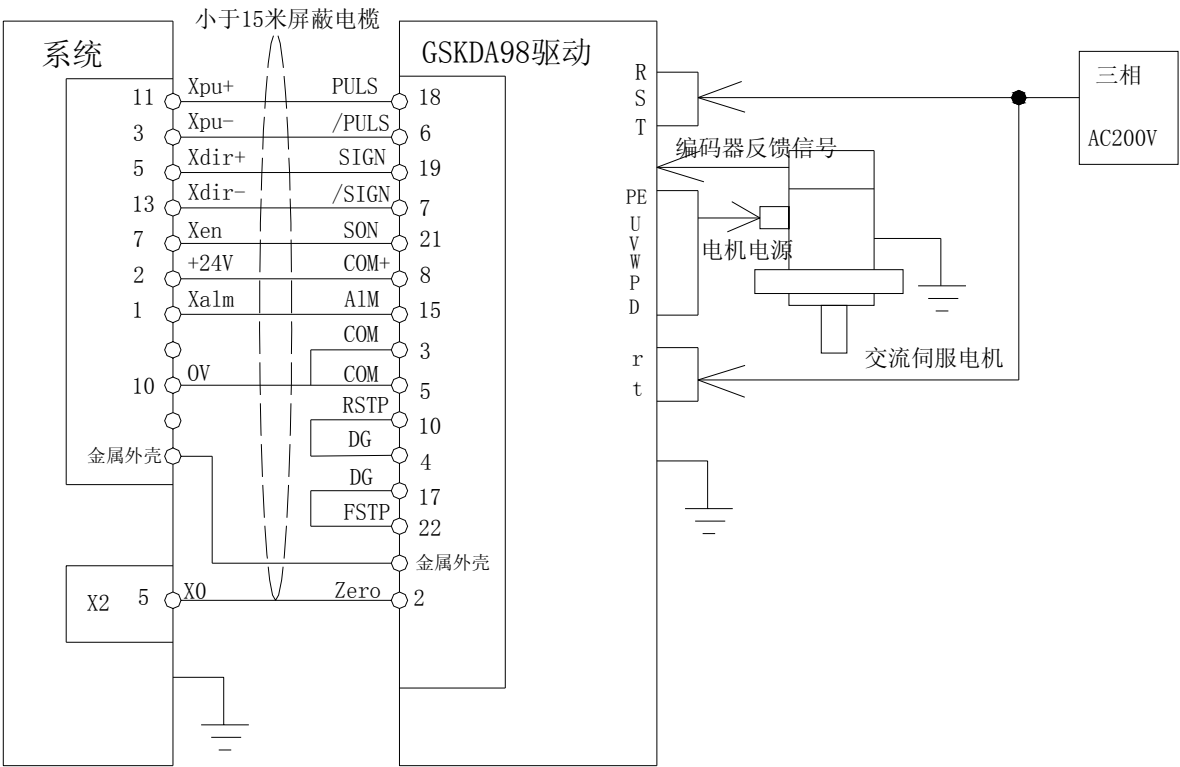 小于15米屏蔽电榄
系统
GSKDA98驱动
11 Xpu+ PULS 18
3 Xpu- /PULS 6
5 Xdir+ SIGN 19
13 Xdir- /SIGN 7
7 Xen SON 21
2 +24V COM+ 8
1 Xalm AlM 15
COM 3
10 0V COM 5
RSTP 10
DG 4
金属外壳
DG 17
FSTP 22
金属外壳
X2 5 X0 Zero 2
R
S
T
三相
AC200V
编码器反馈信号
PE
U
V
W
P
D
电机电源
r
t
交流伺服电机